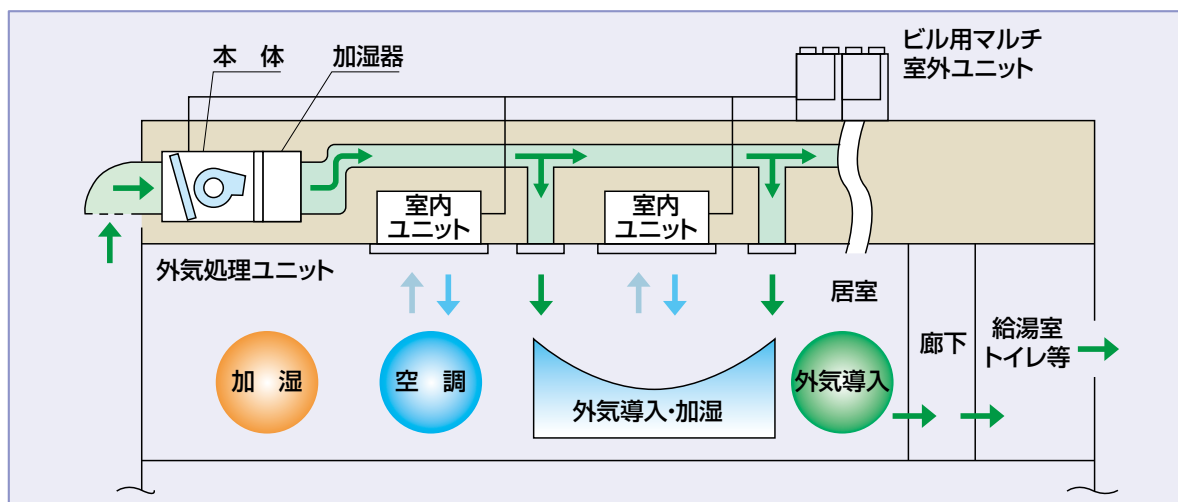 本　体
加湿器
ビル用マルチ
室外ユニット
室内
ユニット
室内
ユニット
外気処理ユニット
居室
廊下
給湯室
トイレ等
加　湿
空　調
外気導入・加湿
外気導入